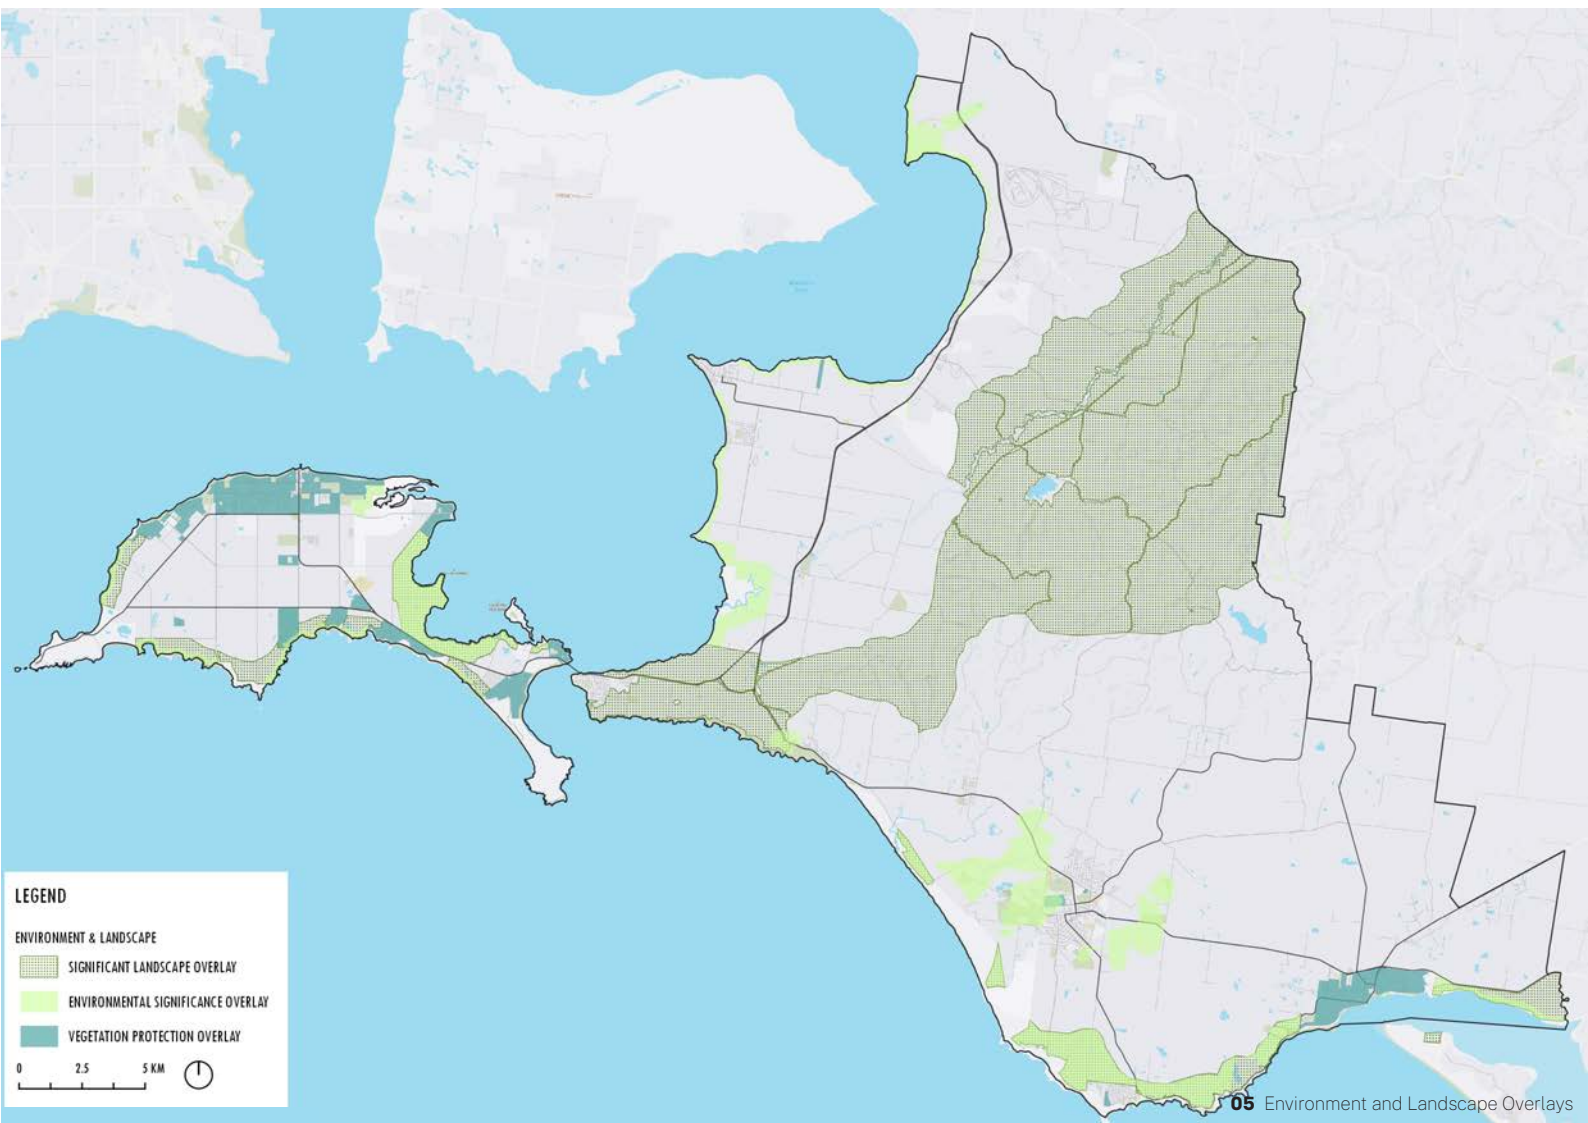 LEGEND
ENVIRONMENT & LANDSCAPE
SIGNIFICANT LANDSCAPE OVERLAY
ENVIRONMENTAL SIGNIFICANCE OVERLAY
VEGETATION PROTECTION OVERLAY
0 2.5 5 KM
05 Environment and Landscape Overlays